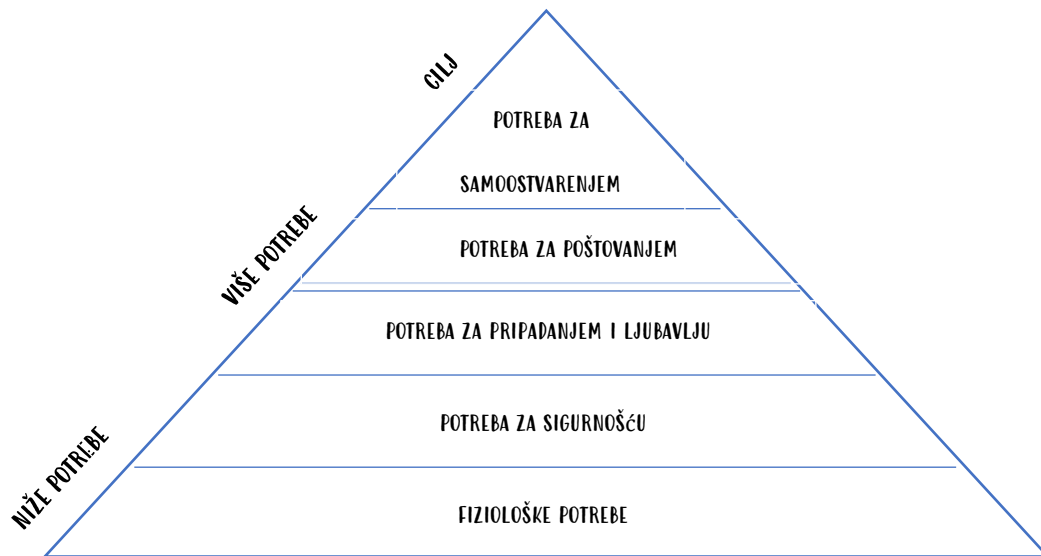 CILJ
POTREBA ZA
SAMOOSTVARENJEM
VIŠE POTREBE
POTREBA ZA POŠTOVANJEM
POTREBA ZA PRIPADANJEM I LJUBAVLJU
POTREBA ZA SIGURNOŠĆU
NIŽE POTREBE
FIZIOLOŠKE POTREBE